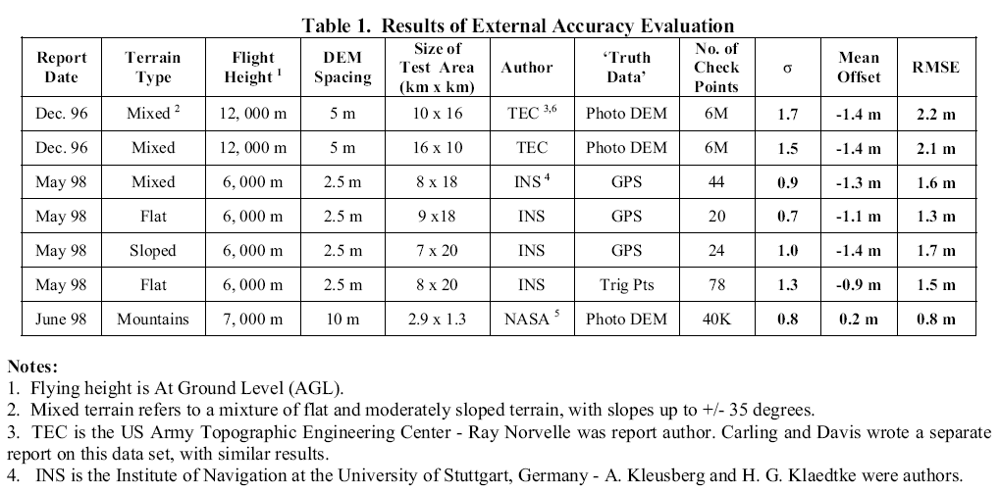 Table 1. Results of External Accuracy Evaluation
Report Date | Terrain Type | Flight Height 1 | DEM Spacing | Size of Test Area (km x km) | Author | ‘Truth Data’ | No. of Check Points | σ | Mean Offset | RMSE
Dec. 96 | Mixed 2 | 12, 000 m | 5 m | 10 x 16 | TEC 3,6 | Photo DEM | 6M | 1.7 | -1.4 m | 2.2 m
Dec. 96 | Mixed | 12, 000 m | 5 m | 16 x 10 | TEC | Photo DEM | 6M | 1.5 | -1.4 m | 2.1 m
May 98 | Mixed | 6, 000 m | 2.5 m | 8 x 18 | INS 4 | GPS | 44 | 0.9 | -1.3 m | 1.6 m
May 98 | Flat | 6, 000 m | 2.5 m | 9 x18 | INS | GPS | 20 | 0.7 | -1.1 m | 1.3 m
May 98 | Sloped | 6, 000 m | 2.5 m | 7 x 20 | INS | GPS | 24 | 1.0 | -1.4 m | 1.7 m
May 98 | Flat | 6, 000 m | 2.5 m | 8 x 20 | INS | Trig Pts | 78 | 1.3 | -0.9 m | 1.5 m
June 98 | Mountains | 7, 000 m | 10 m | 2.9 x 1.3 | NASA 5 | Photo DEM | 40K | 0.8 | 0.2 m | 0.8 m
Notes:
1. Flying height is At Ground Level (AGL).
2. Mixed terrain refers to a mixture of flat and moderately sloped terrain, with slopes up to +/- 35 degrees.
3. TEC is the US Army Topographic Engineering Center - Ray Norvelle was report author. Carling and Davis wrote a separate
report on this data set, with similar results.
4. INS is the Institute of Navigation at the University of Stuttgart, Germany - A. Kleusberg and H. G. Klaedtke were authors.